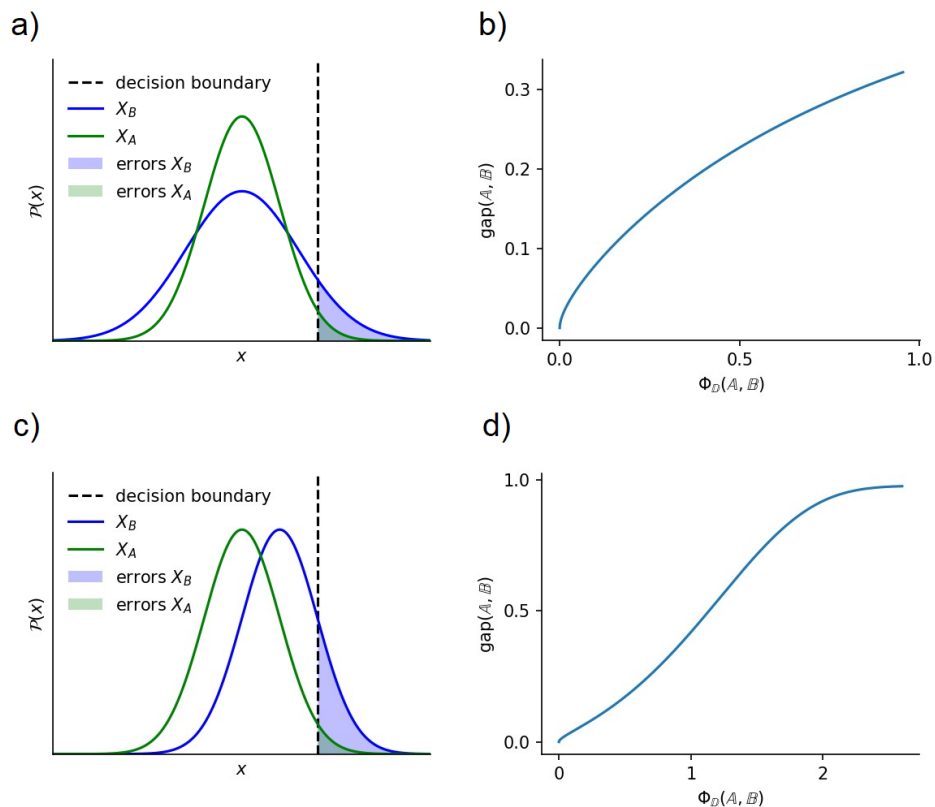 a)
decision boundary
X_B
X_A
errors X_B
errors X_A
𝒫(x)
x
b)
0.3
0.2
0.1
0.0
gap(𝔸, 𝔹)
0.0 0.5 1.0
Φ_𝔻(𝔸, 𝔹)
c)
decision boundary
X_B
X_A
errors X_B
errors X_A
𝒫(x)
x
d)
1.0
0.5
0.0
gap(𝔸, 𝔹)
0 1 2
Φ_𝔻(𝔸, 𝔹)